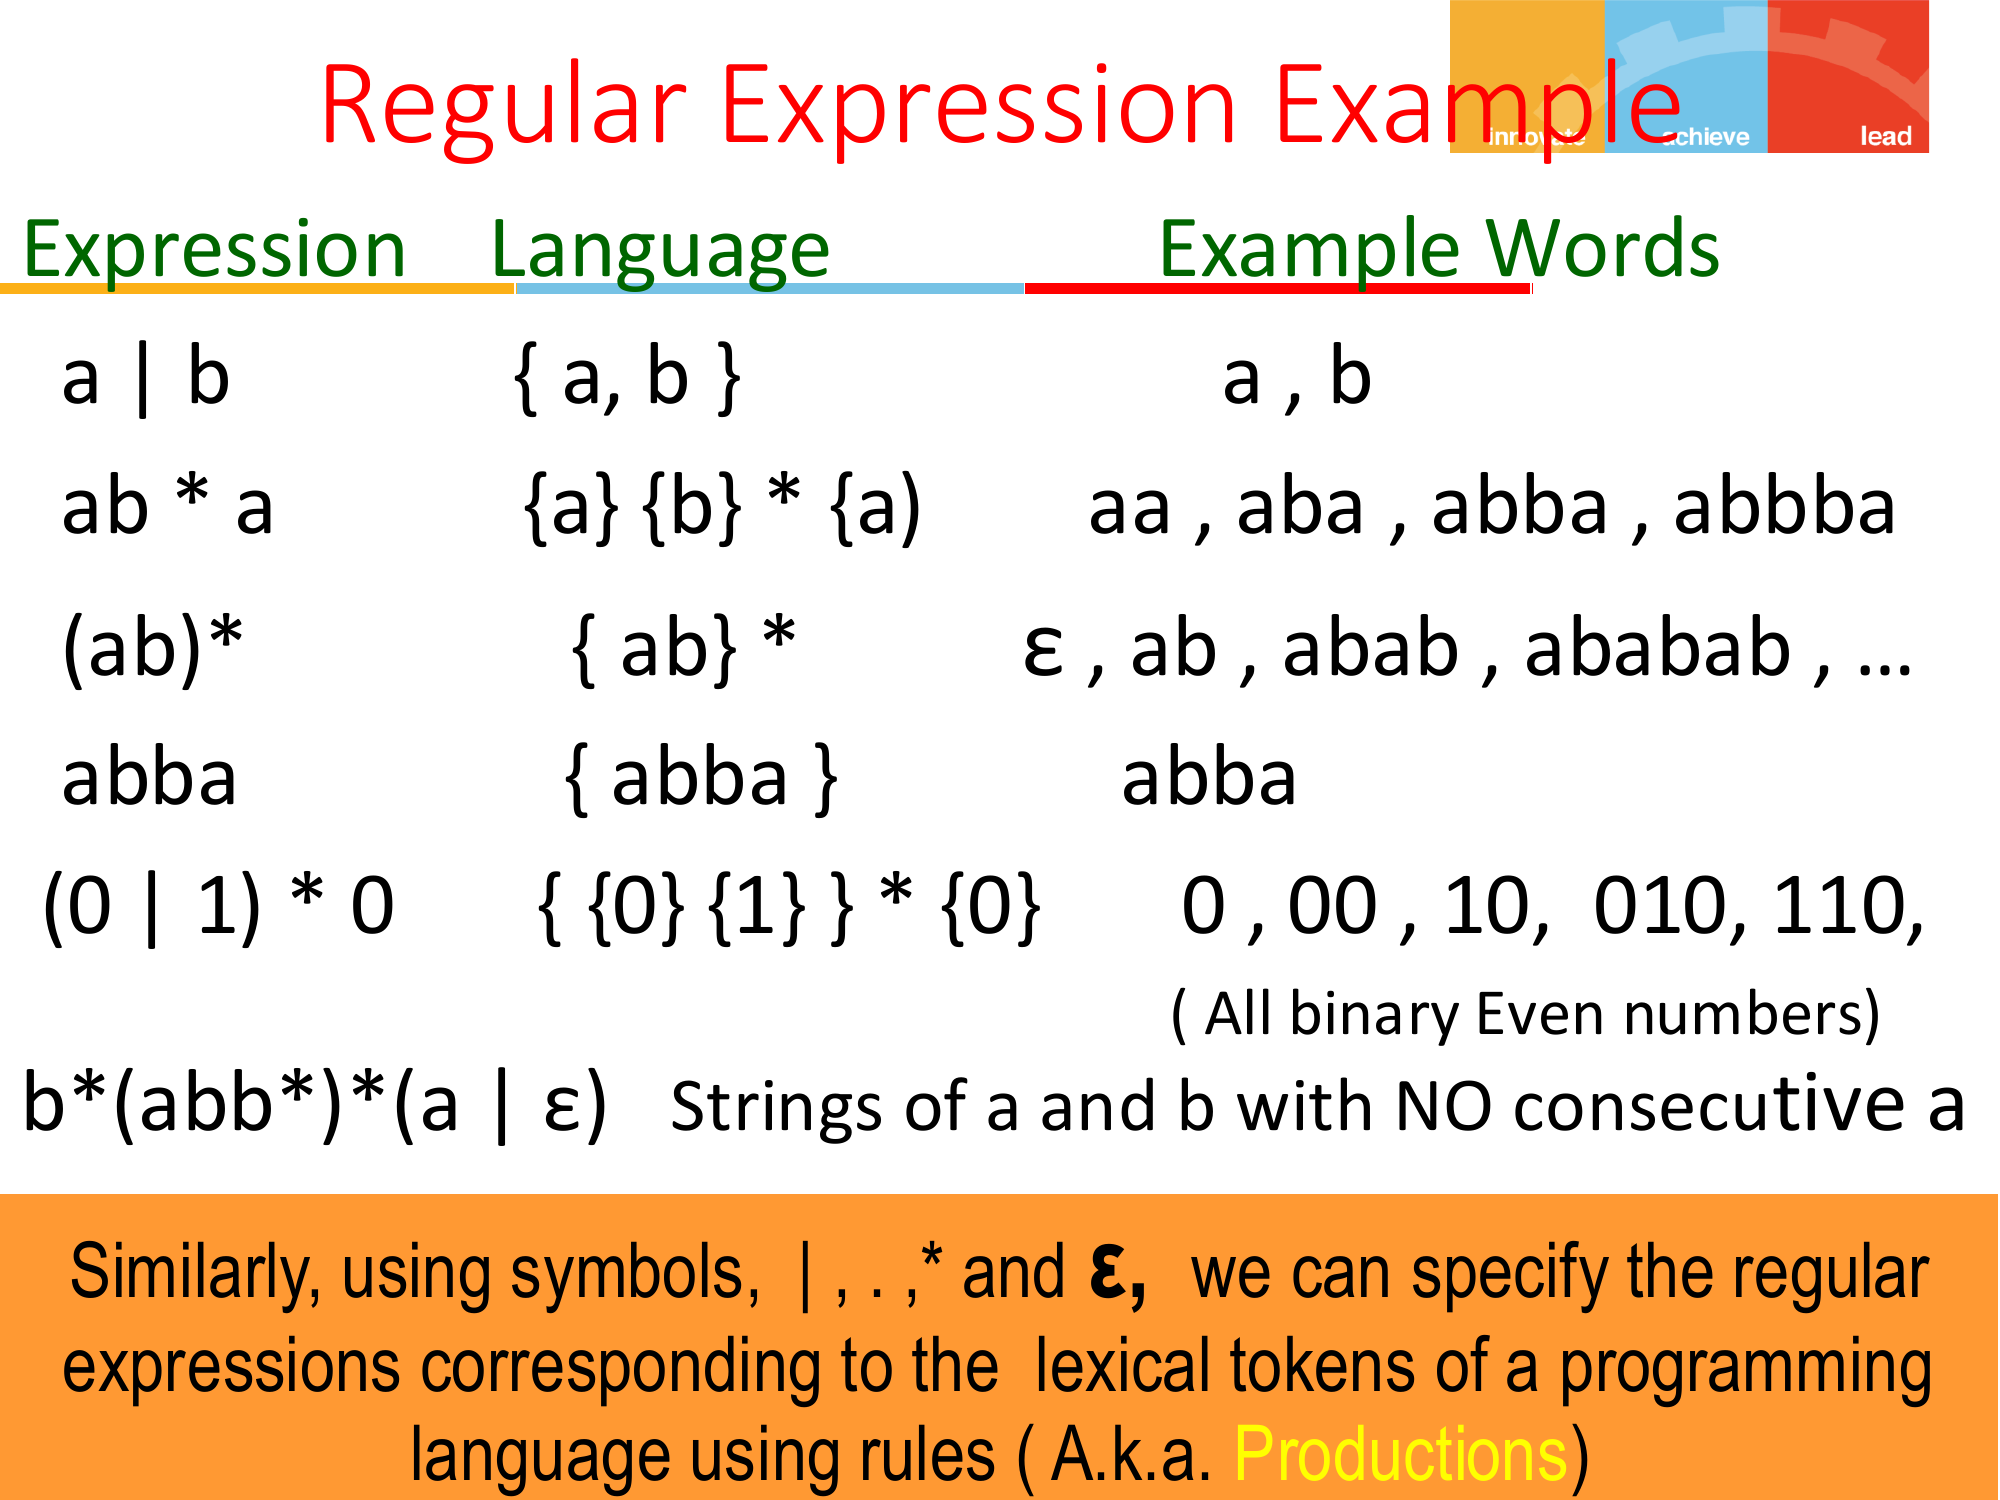 Regular Expression Example
innovate achieve lead
Expression Language Example Words
a | b { a, b } a , b
ab * a {a} {b} * {a) aa , aba , abba , abbba
(ab)* { ab} * ε , ab , abab , ababab , ...
abba { abba } abba
(0 | 1) * 0 { {0} {1} } * {0} 0 , 00 , 10, 010, 110,
( All binary Even numbers)
b*(abb*)*(a | ε) Strings of a and b with NO consecutive a
Similarly, using symbols, | , . ,* and ε, we can specify the regular
expressions corresponding to the lexical tokens of a programming
language using rules ( A.k.a. Productions)